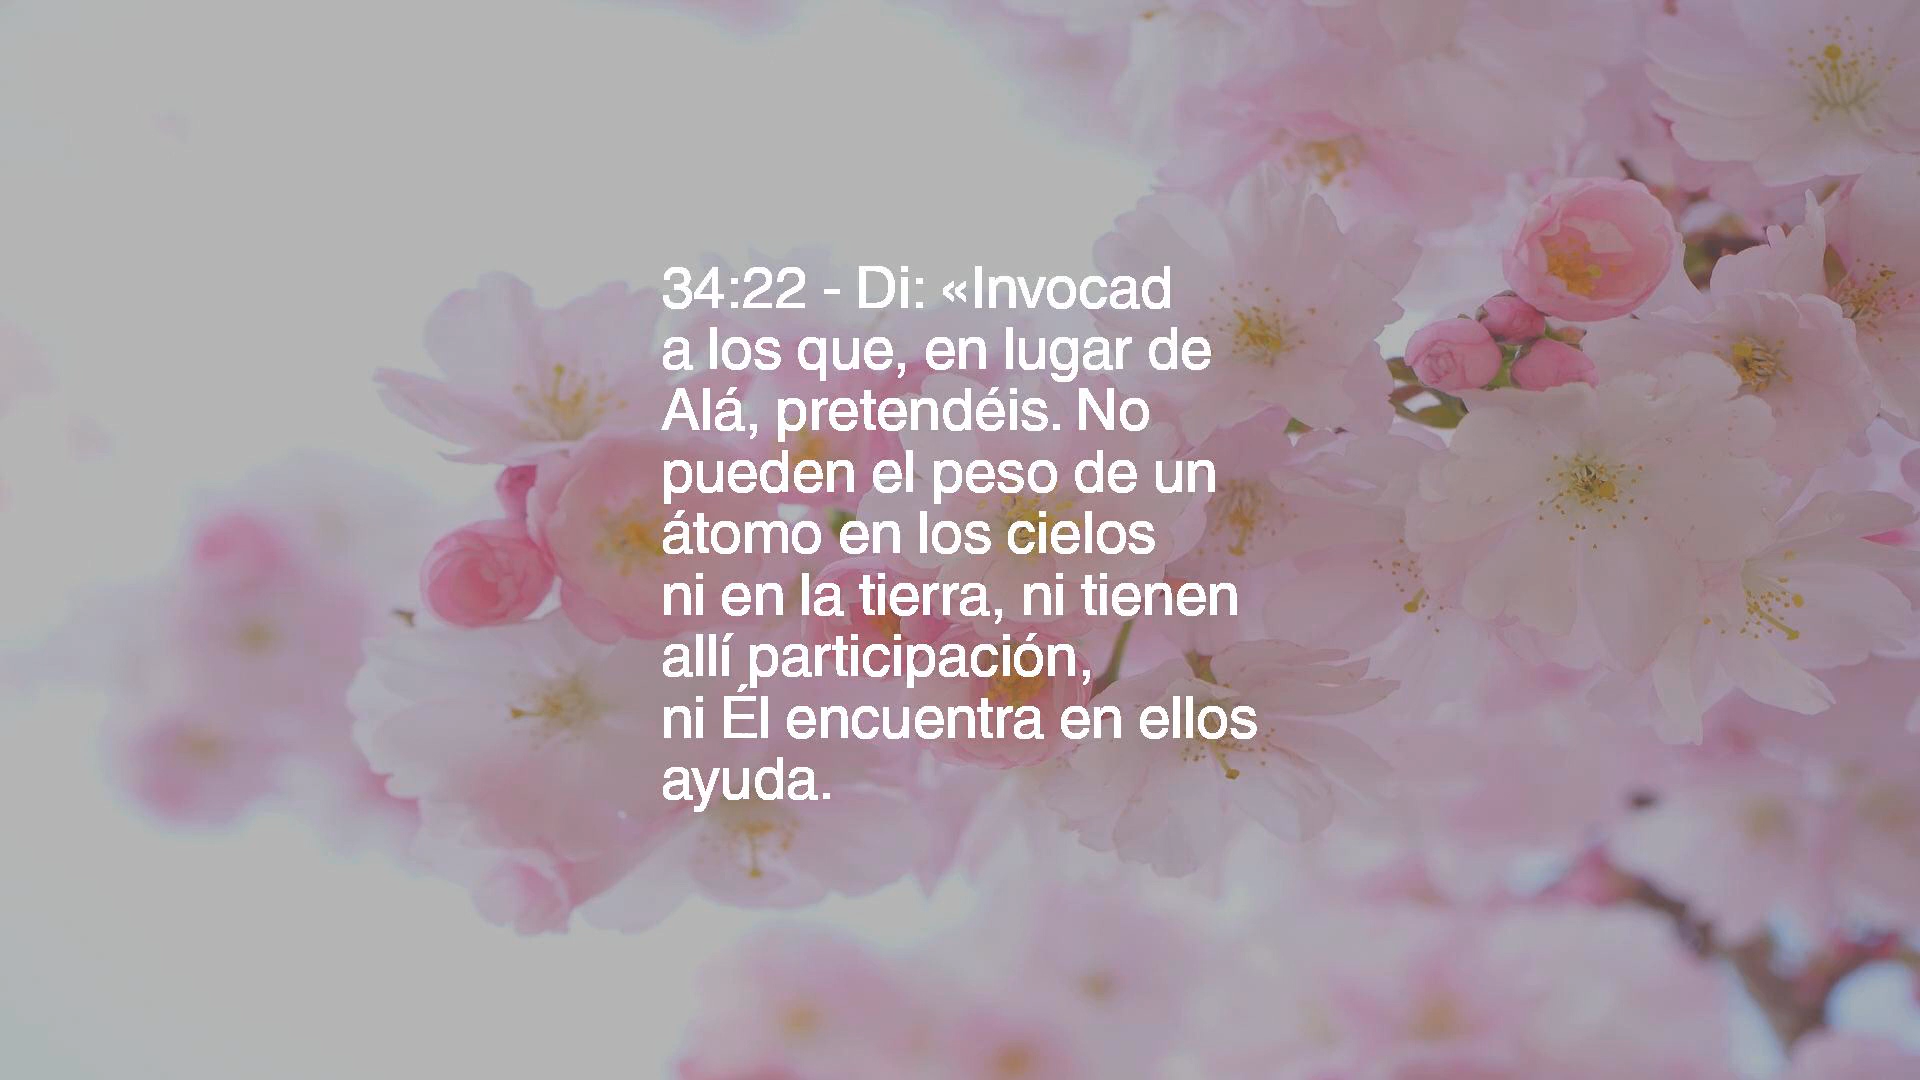 34:22 - Di: «Invocad
a los que, en lugar de
Alá, pretendéis. No
pueden el peso de un
átomo en los cielos
ni en la tierra, ni tienen
allí participación,
ni Él encuentra en ellos
ayuda.